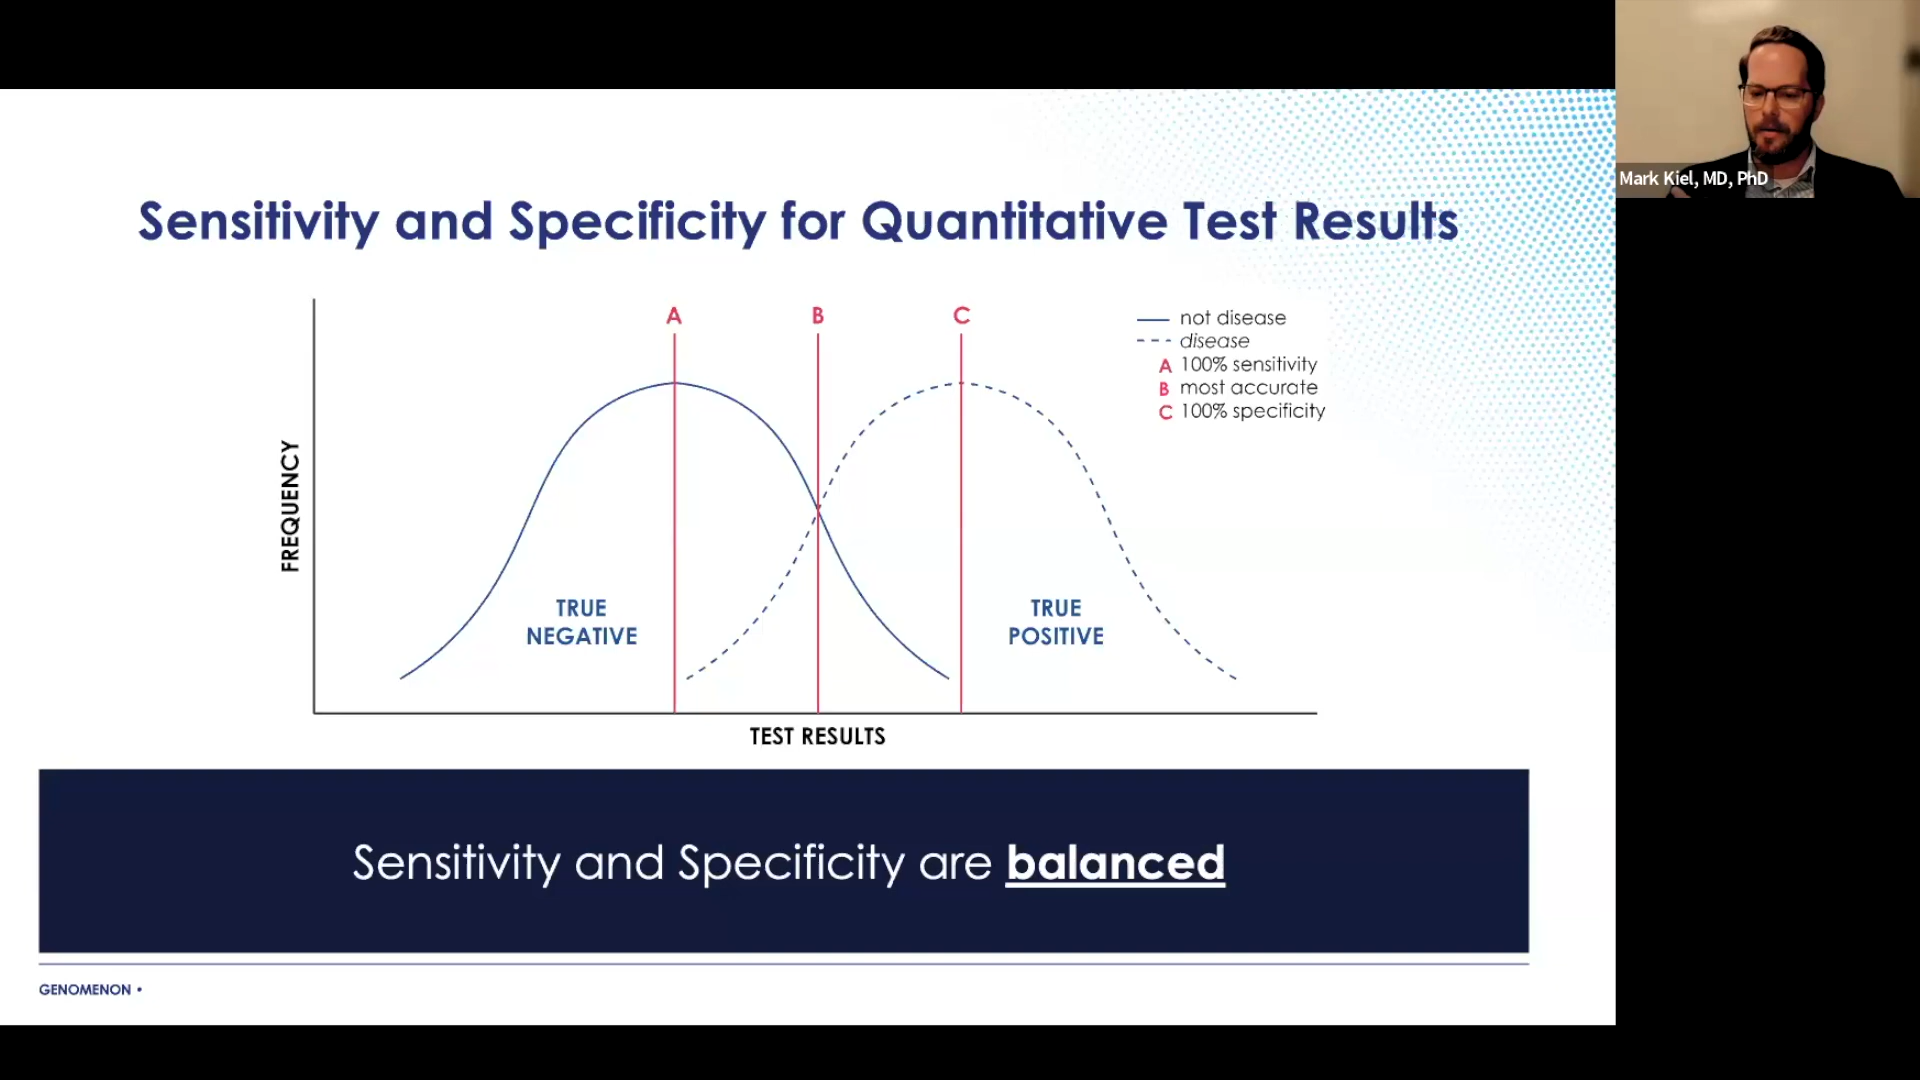 Mark Kiel, MD, PhD
Sensitivity and Specificity for Quantitative Test Results
A
B
C
not disease
disease
A 100% sensitivity
B most accurate
C 100% specificity
FREQUENCY
TRUE
NEGATIVE
TRUE
POSITIVE
TEST RESULTS
Sensitivity and Specificity are balanced
GENOMENON •